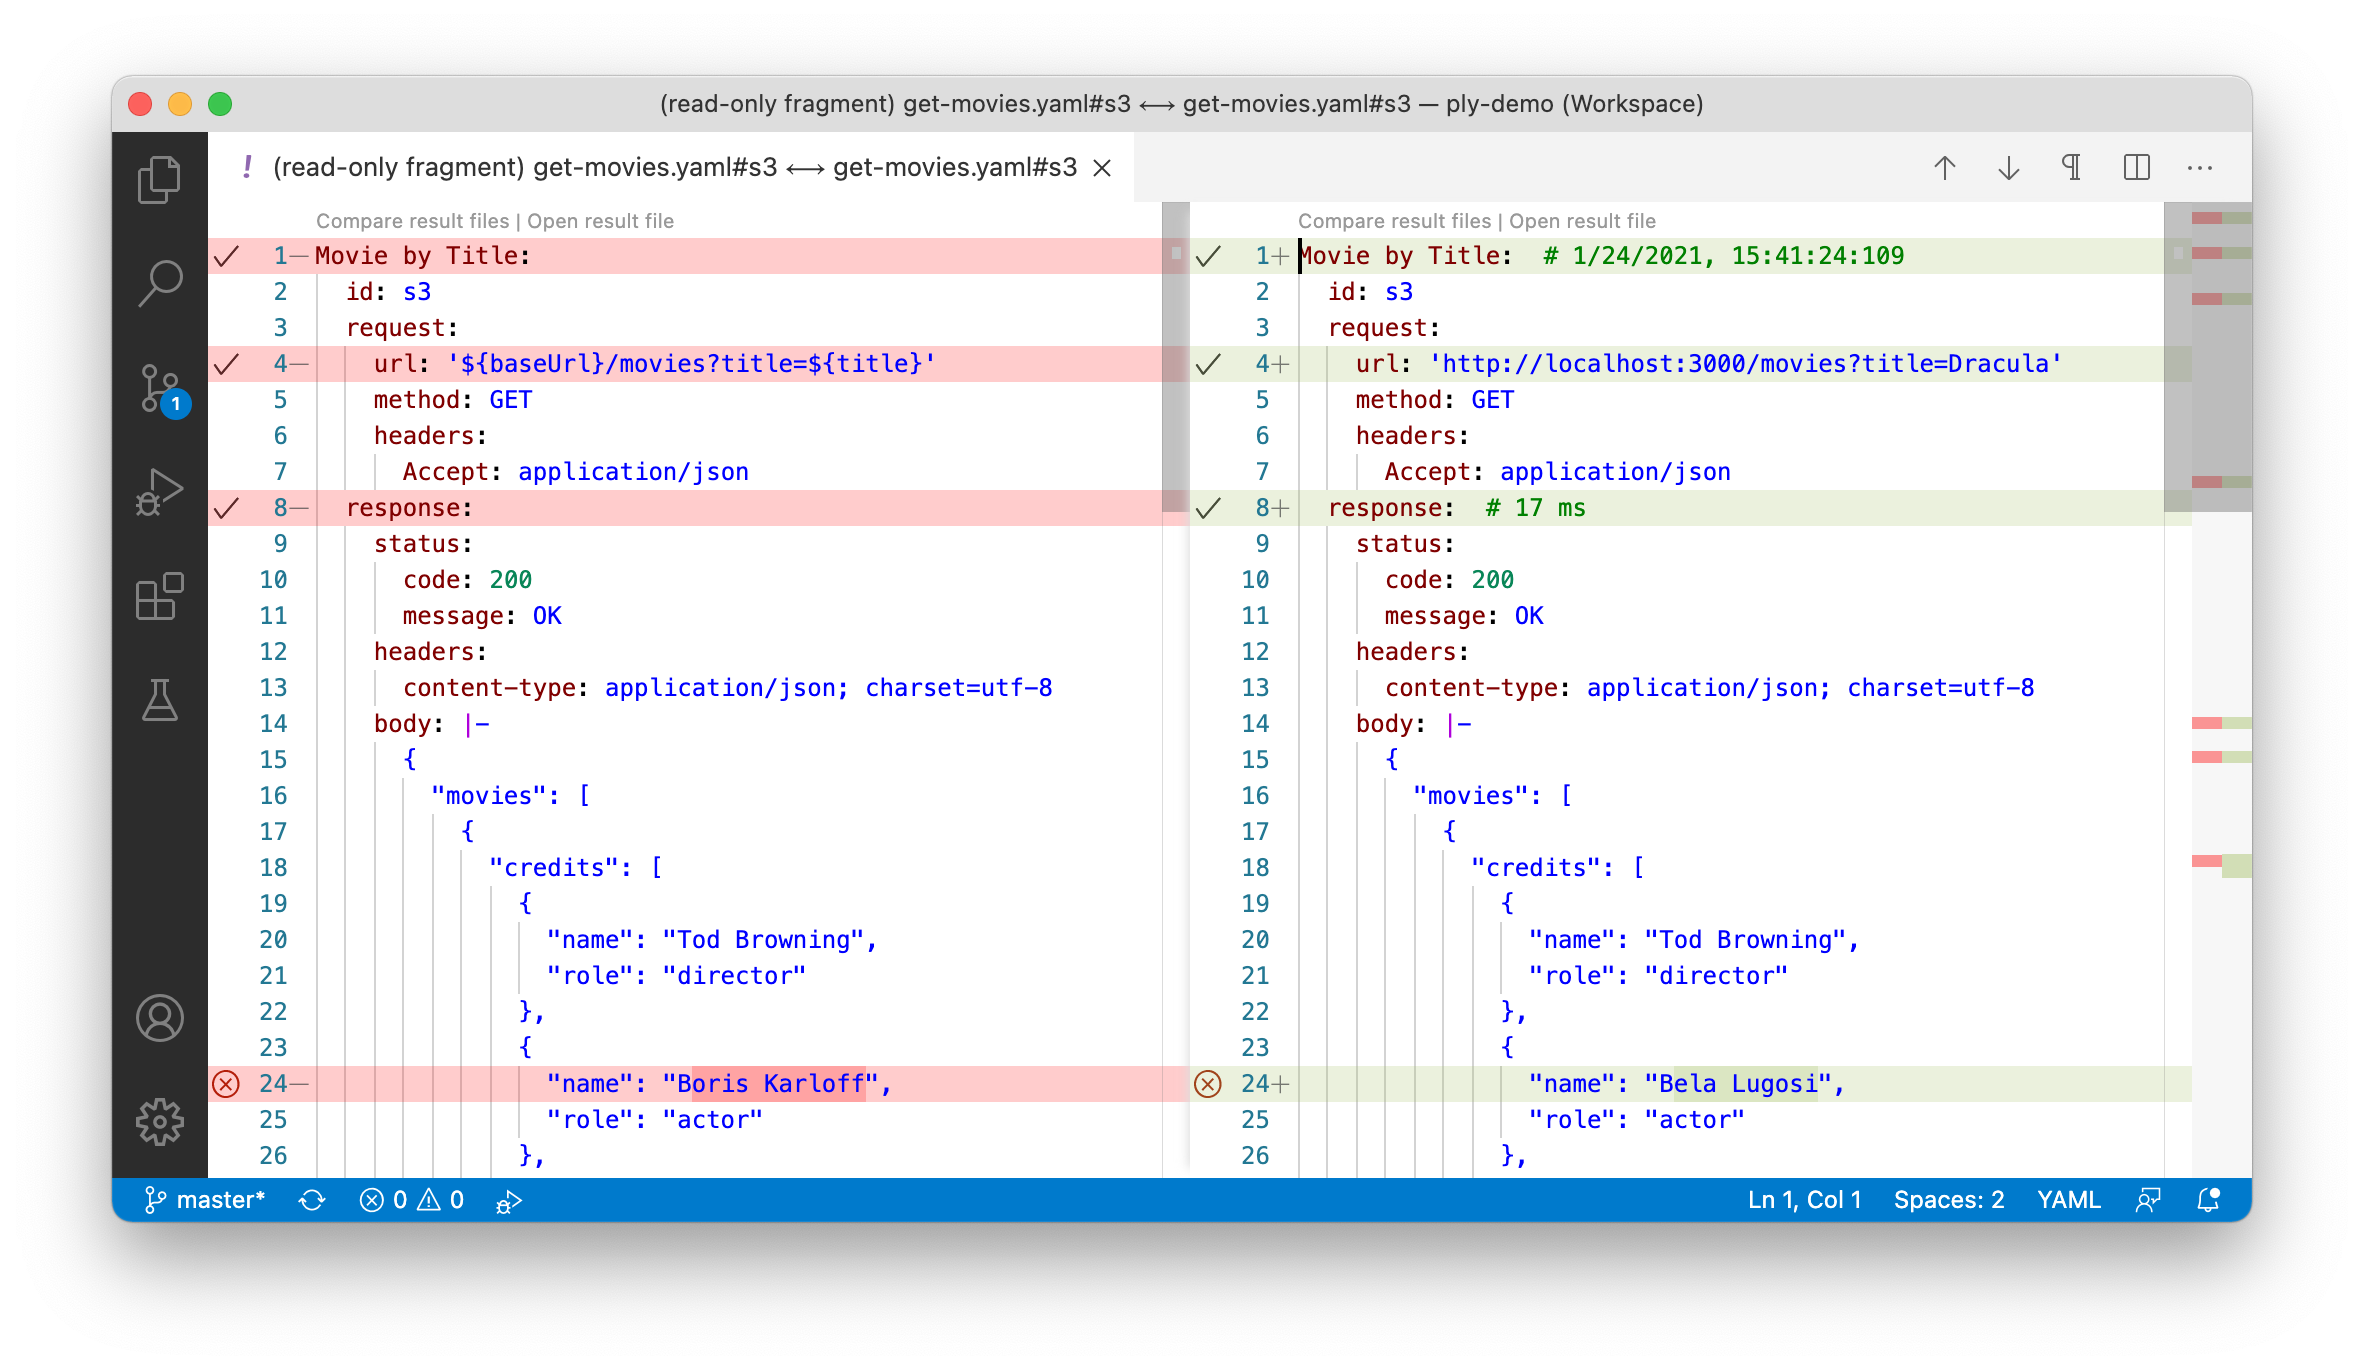 (read-only fragment) get-movies.yaml#s3 ⟷ get-movies.yaml#s3 — ply-demo (Workspace)
! (read-only fragment) get-movies.yaml#s3 ⟷ get-movies.yaml#s3
Compare result files | Open result file
1— Movie by Title:
2 id: s3
3 request:
4— url: '${baseUrl}/movies?title=${title}'
5 method: GET
6 headers:
7 Accept: application/json
8— response:
9 status:
10 code: 200
11 message: OK
12 headers:
13 content-type: application/json; charset=utf-8
14 body: |-
15 {
16 "movies": [
17 {
18 "credits": [
19 {
20 "name": "Tod Browning",
21 "role": "director"
22 },
23 {
24— "name": "Boris Karloff",
25 "role": "actor"
26 },
Compare result files | Open result file
1+ Movie by Title:  # 1/24/2021, 15:41:24:109
2 id: s3
3 request:
4+ url: 'http://localhost:3000/movies?title=Dracula'
5 method: GET
6 headers:
7 Accept: application/json
8+ response:  # 17 ms
9 status:
10 code: 200
11 message: OK
12 headers:
13 content-type: application/json; charset=utf-8
14 body: |-
15 {
16 "movies": [
17 {
18 "credits": [
19 {
20 "name": "Tod Browning",
21 "role": "director"
22 },
23 {
24+ "name": "Bela Lugosi",
25 "role": "actor"
26 },
1
master* 0 0 Ln 1, Col 1 Spaces: 2 YAML